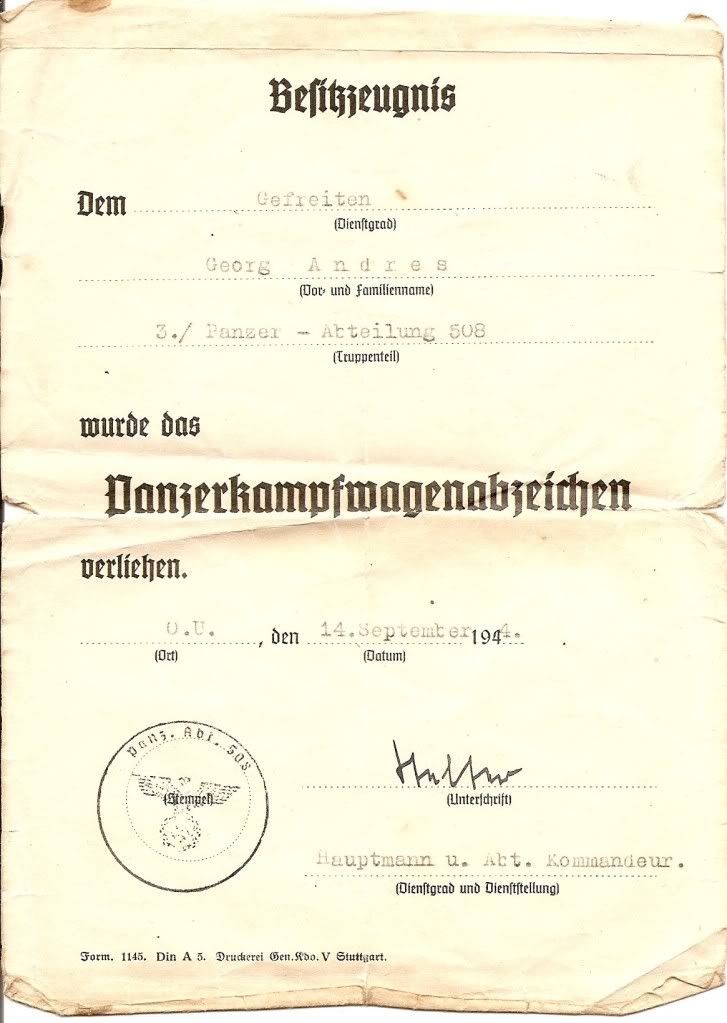 Besitzzeugnis
Dem Gefreiten
(Dienstgrad)
Georg Andres
(Vor- und Familienname)
3./ Panzer - Abteilung 508
(Truppenteil)
wurde das
Panzerkampfwagenabzeichen
verliehen.
O.U. , den 14.September 1944.
(Ort) (Datum)
Panz. Abt. 508
(Stempel)
(Unterschrift)
Hauptmann u. Abt. Kommandeur.
(Dienstgrad und Dienststellung)
Form. 1145. Din A 5. Druckerei Gen.Kdo. V Stuttgart.